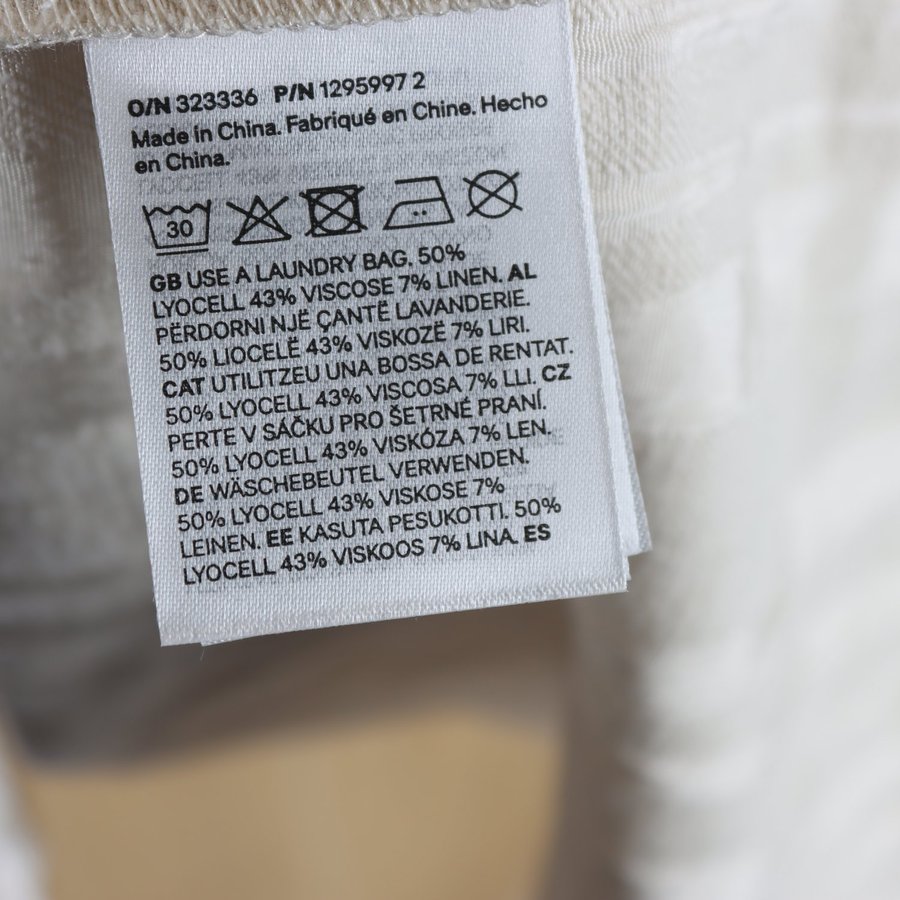 O/N 323336 P/N 1295997 2
Made in China. Fabriqué en Chine. Hecho
en China.
30
GB USE A LAUNDRY BAG. 50%
LYOCELL 43% VISCOSE 7% LINEN. AL
PËRDORNI NJË ÇANTË LAVANDERIE.
50% LIOCELË 43% VISKOZË 7% LIRI.
CAT UTILITZEU UNA BOSSA DE RENTAT.
50% LYOCELL 43% VISCOSA 7% LLI. CZ
PERTE V SÁČKU PRO ŠETRNÉ PRANÍ.
50% LYOCELL 43% VISKÓZA 7% LEN.
DE WÄSCHEBEUTEL VERWENDEN.
50% LYOCELL 43% VISKOSE 7%
LEINEN. EE KASUTA PESUKOTTI. 50%
LYOCELL 43% VISKOOS 7% LINA. ES